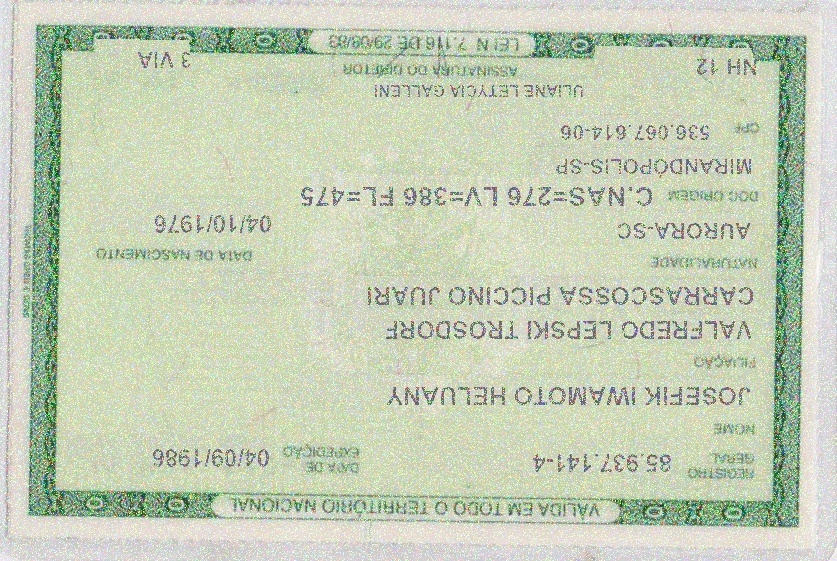 VÁLIDA EM TODO O TERRITÓRIO NACIONAL
REGISTRO GERAL 85.937.141-4 DATA DE EXPEDIÇÃO 04/09/1986
NOME
JOSEFIK IWAMOTO HELUANY
FILIAÇÃO
VALFREDO LEPSKI TROSDORF
CARRASCOSSA PICCINO JUARI
NATURALIDADE DATA DE NASCIMENTO
AURORA-SC 04/10/1976
DOC ORIGEM C.NAS=276 LV=386 FL=475
MIRANDÓPOLIS-SP
CPF 536.067.614-06
ULIANE LETYCIA GALLENI
NH 12 ASSINATURA DO DIRETOR 3 VIA
LEI N 7.116 DE 29/08/83